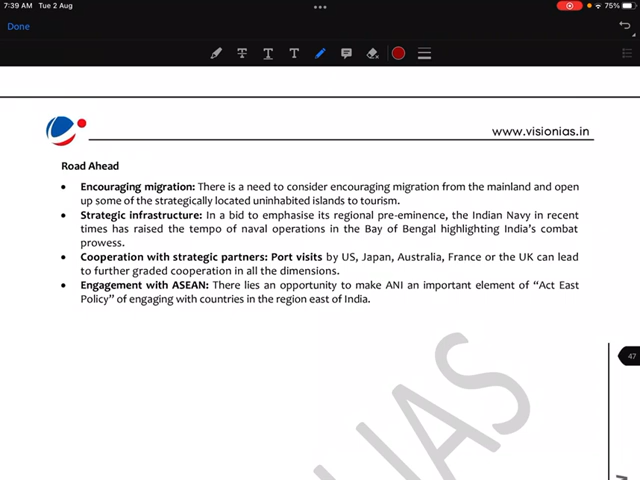 7:39 AM Tue 2 Aug
75%
Done
T T T
www.visionias.in
Road Ahead
• Encouraging migration: There is a need to consider encouraging migration from the mainland and open
up some of the strategically located uninhabited islands to tourism.
• Strategic infrastructure: In a bid to emphasise its regional pre-eminence, the Indian Navy in recent
times has raised the tempo of naval operations in the Bay of Bengal highlighting India's combat
prowess.
• Cooperation with strategic partners: Port visits by US, Japan, Australia, France or the UK can lead
to further graded cooperation in all the dimensions.
• Engagement with ASEAN: There lies an opportunity to make ANI an important element of "Act East
Policy" of engaging with countries in the region east of India.
47
IAS